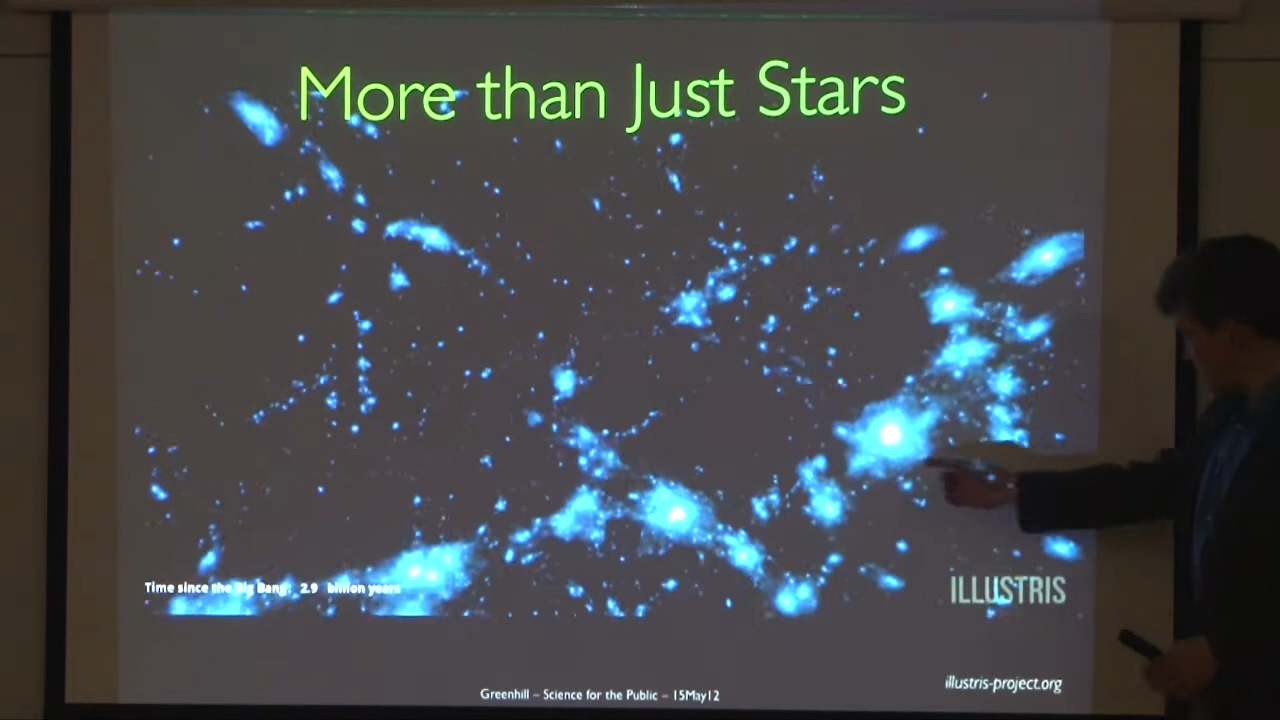 More than Just Stars
Time since the Big Bang: 2.9 billion years
ILLUSTRIS
illustris-project.org
Greenhill – Science for the Public – 15May12